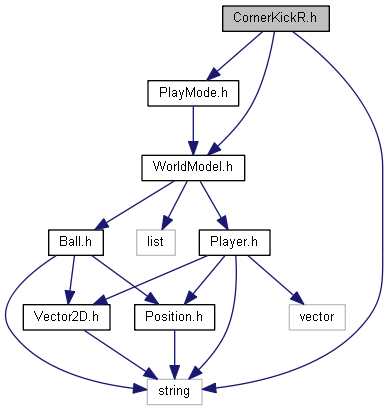 CornerKickR.h
PlayMode.h
WorldModel.h
Ball.h
list
Player.h
Vector2D.h
Position.h
vector
string